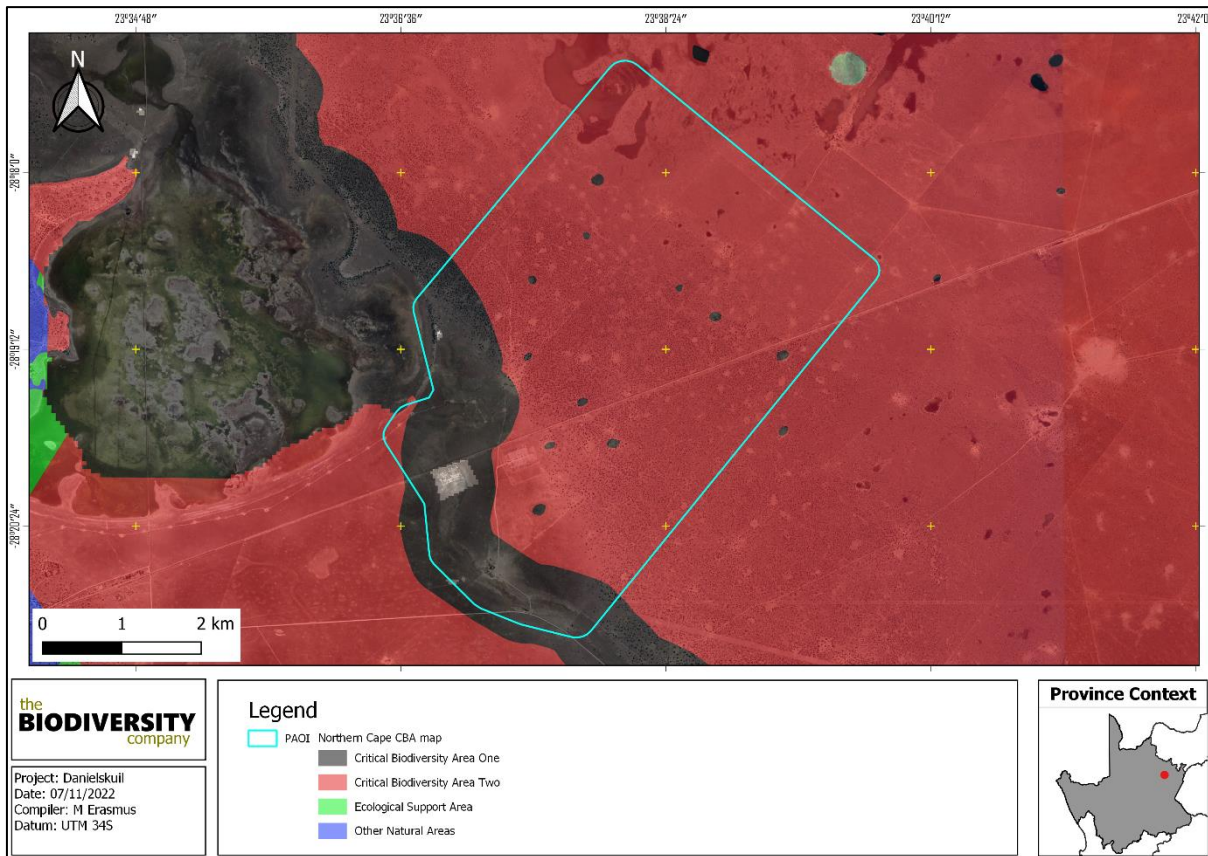 23°34'48"
23°36'36"
23°38'24"
23°40'12"
23°42'0"
N
-28°18'0"
-28°19'12"
-28°20'24"
0 1 2 km
the
BIODIVERSITY
company
Project: Danielskuil
Date: 07/11/2022
Compiler: M Erasmus
Datum: UTM 34S
Legend
PAOI Northern Cape CBA map
Critical Biodiversity Area One
Critical Biodiversity Area Two
Ecological Support Area
Other Natural Areas
Province Context